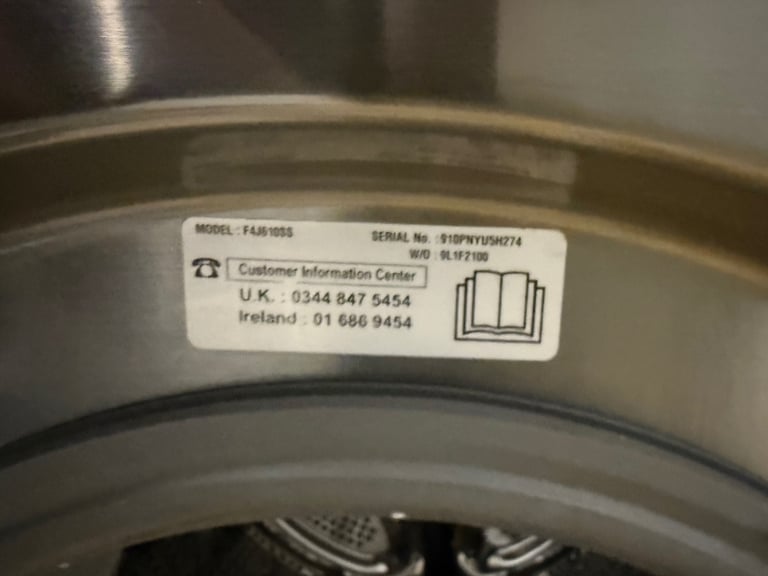 MODEL : F4J610SS SERIAL No. : 910PNYU5H274
W/O : 9L1F2100
Customer Information Center
U.K. : 0344 847 5454
Ireland : 01 686 9454